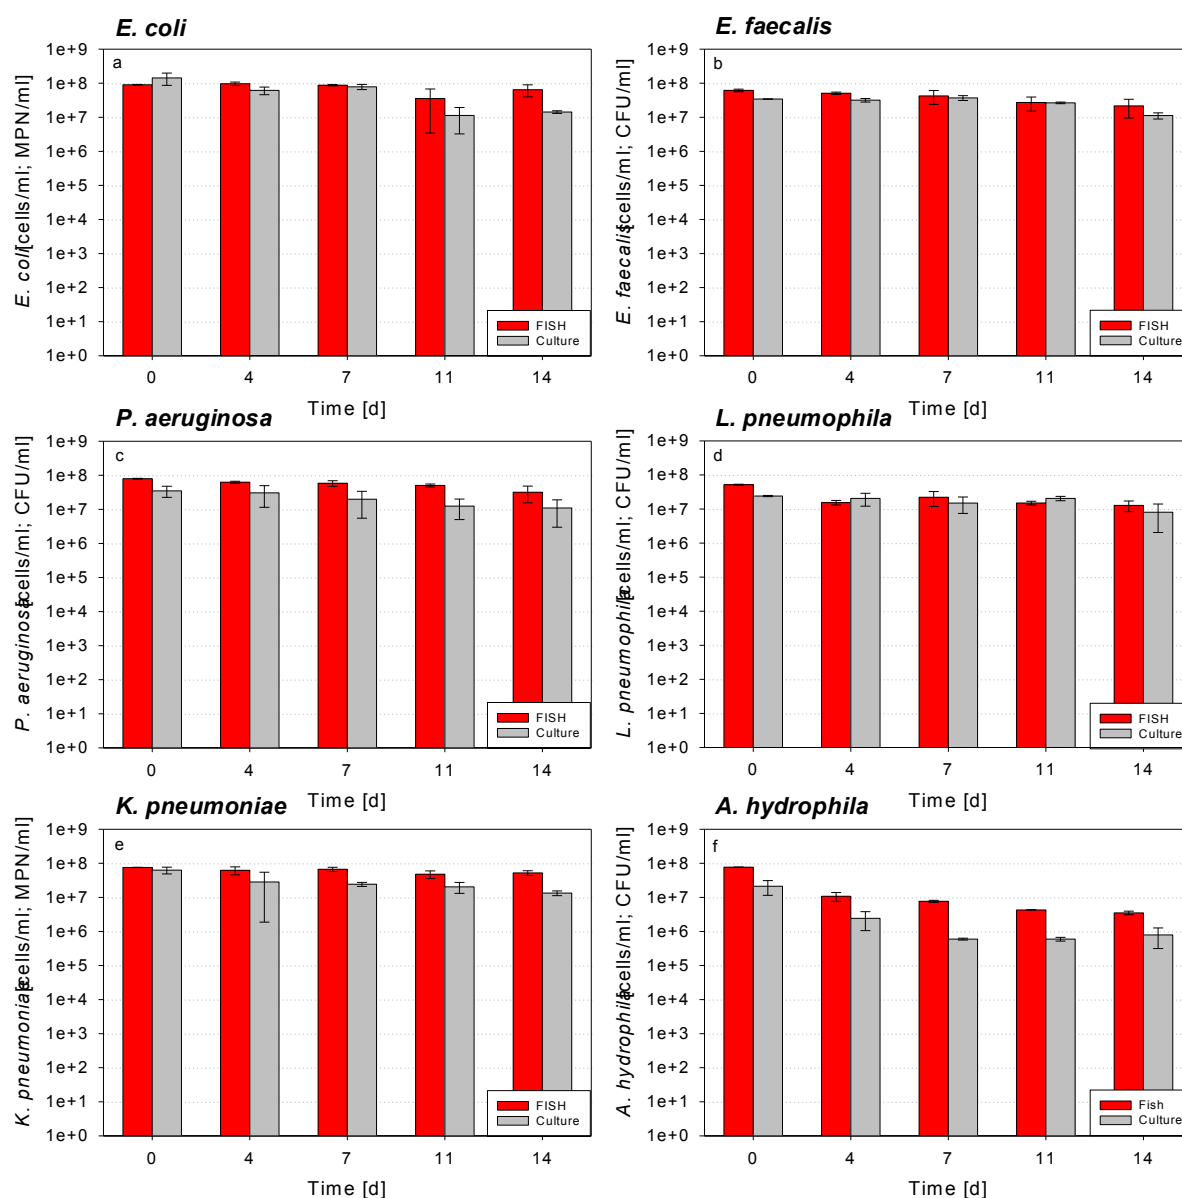 E. coli
a
1e+9
1e+8
1e+7
1e+6
1e+5
1e+4
1e+3
1e+2
1e+1
1e+0
E. coli[cells/ml; MPN/ml]
FISH
Culture
0 4 7 11 14
Time [d]
E. faecalis
b
1e+9
1e+8
1e+7
1e+6
1e+5
1e+4
1e+3
1e+2
1e+1
1e+0
E. faecalis[cells/ml; CFU/ml]
FISH
Culture
0 4 7 11 14
Time [d]
P. aeruginosa
c
1e+9
1e+8
1e+7
1e+6
1e+5
1e+4
1e+3
1e+2
1e+1
1e+0
P. aeruginosa[cells/ml; CFU/ml]
FISH
Culture
0 4 7 11 14
Time [d]
L. pneumophila
d
1e+9
1e+8
1e+7
1e+6
1e+5
1e+4
1e+3
1e+2
1e+1
1e+0
L. pneumophila[cells/ml; CFU/ml]
FISH
Culture
0 4 7 11 14
Time [d]
K. pneumoniae
e
1e+9
1e+8
1e+7
1e+6
1e+5
1e+4
1e+3
1e+2
1e+1
1e+0
K. pneumoniae[cells/ml; MPN/ml]
FISH
Culture
0 4 7 11 14
Time [d]
A. hydrophila
f
1e+9
1e+8
1e+7
1e+6
1e+5
1e+4
1e+3
1e+2
1e+1
1e+0
A. hydrophila[cells/ml; CFU/ml]
Fish
Culture
0 4 7 11 14
Time [d]